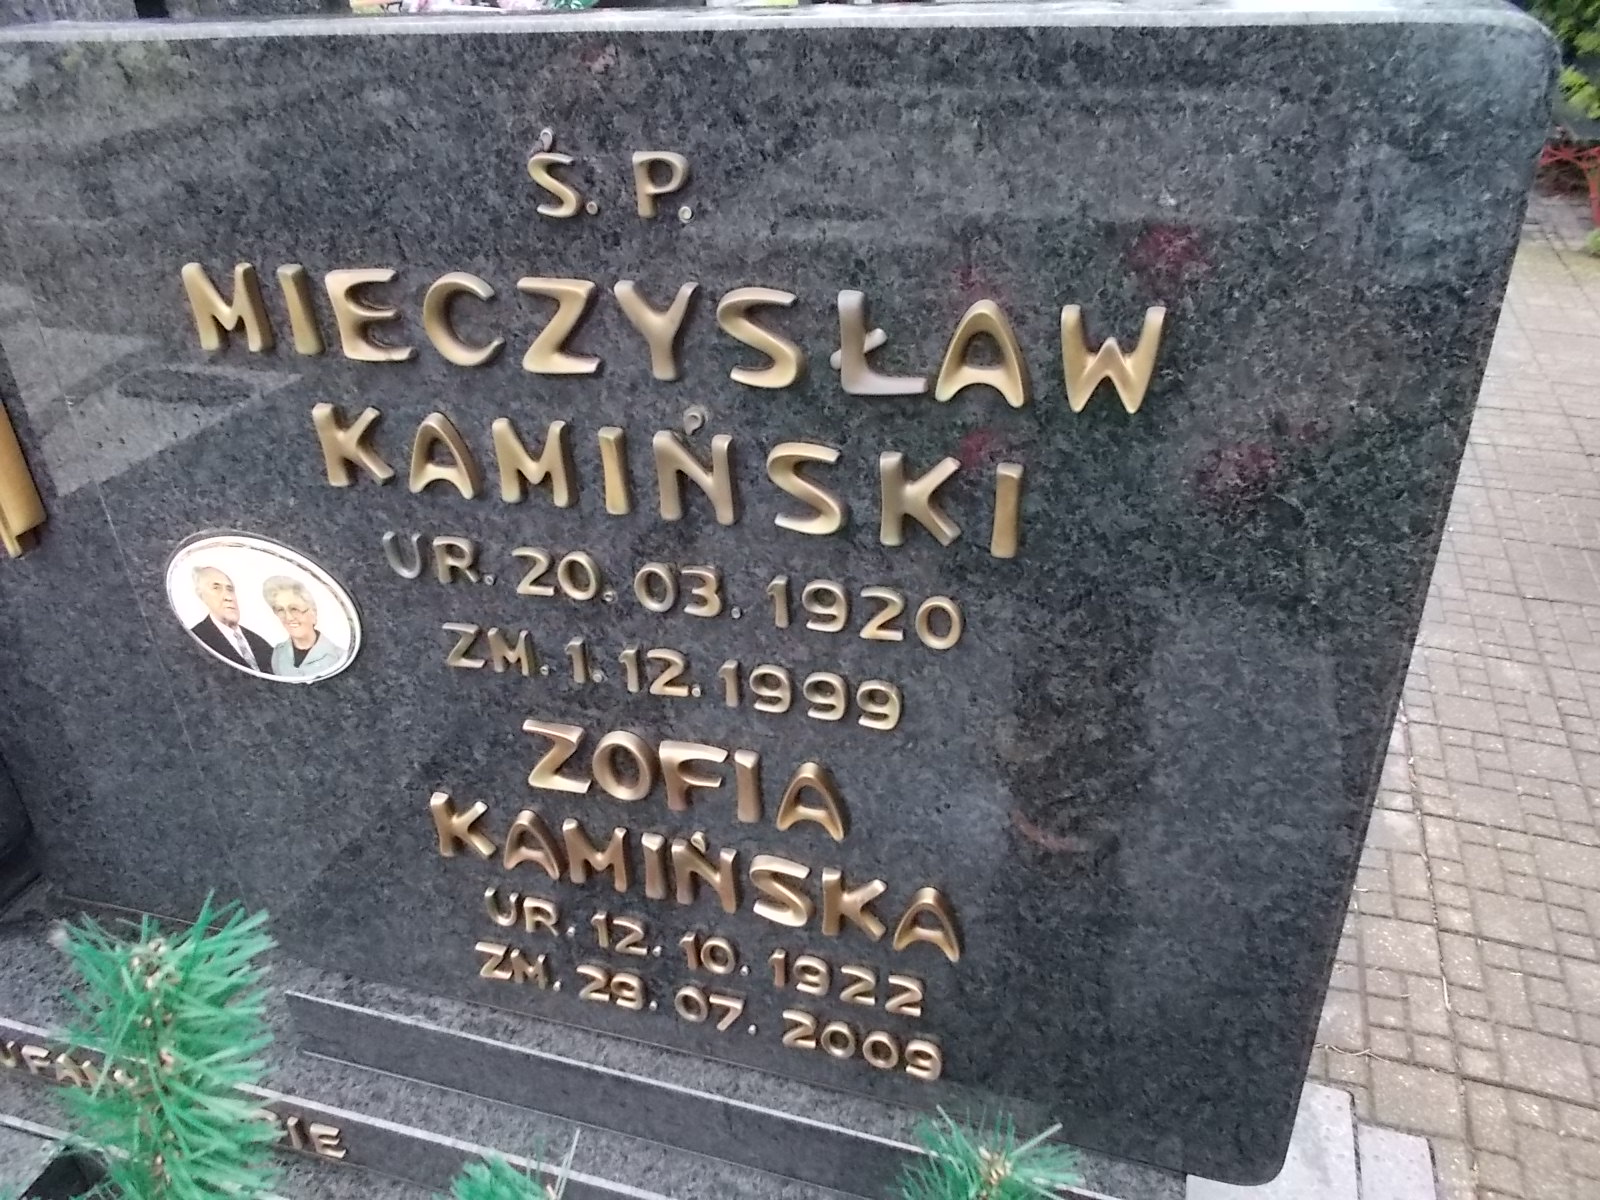 Ś. P.
MIECZYSŁAW
KAMIŃSKI
UR. 20. 03. 1920
ZM. 1. 12. 1999
ZOFIA
KAMIŃSKA
UR. 12. 10. 1922
ZM. 29. 07. 2009